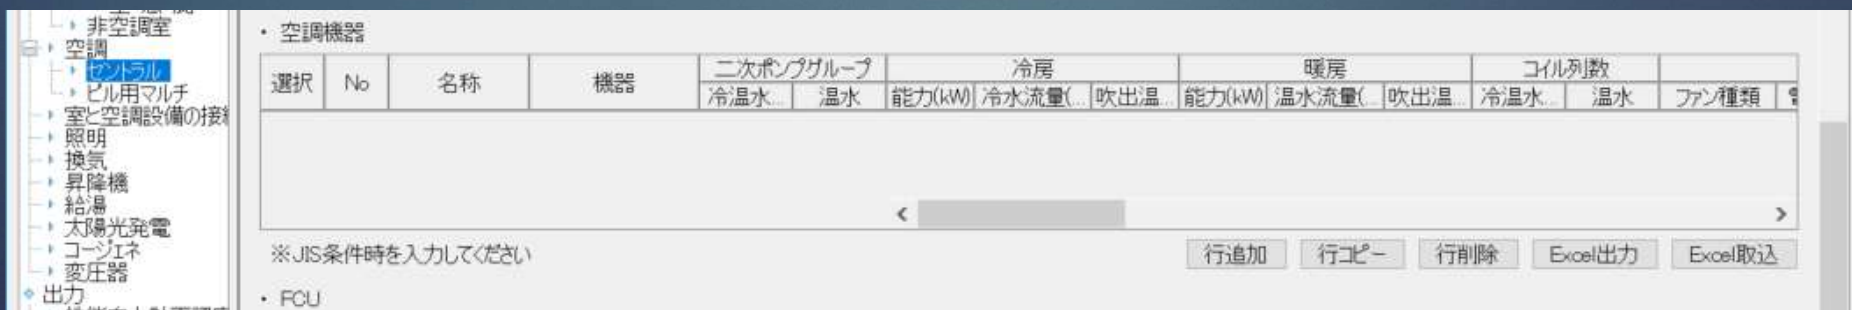 非空調室
空調
セントラル
ビル用マルチ
室と空調設備の接続
照明
換気
昇降機
給湯
太陽光発電
コージェネ
変圧器
出力
・ 空調機器
選択 No 名称 機器 二次ポンプグループ 冷房 暖房 コイル列数
冷温水... 温水 能力(kW) 冷水流量(... 吹出温... 能力(kW) 温水流量(... 吹出温... 冷温水... 温水 ファン種類
※JIS条件時を入力してください
行追加 行コピー 行削除 Excel出力 Excel取込
・ FCU